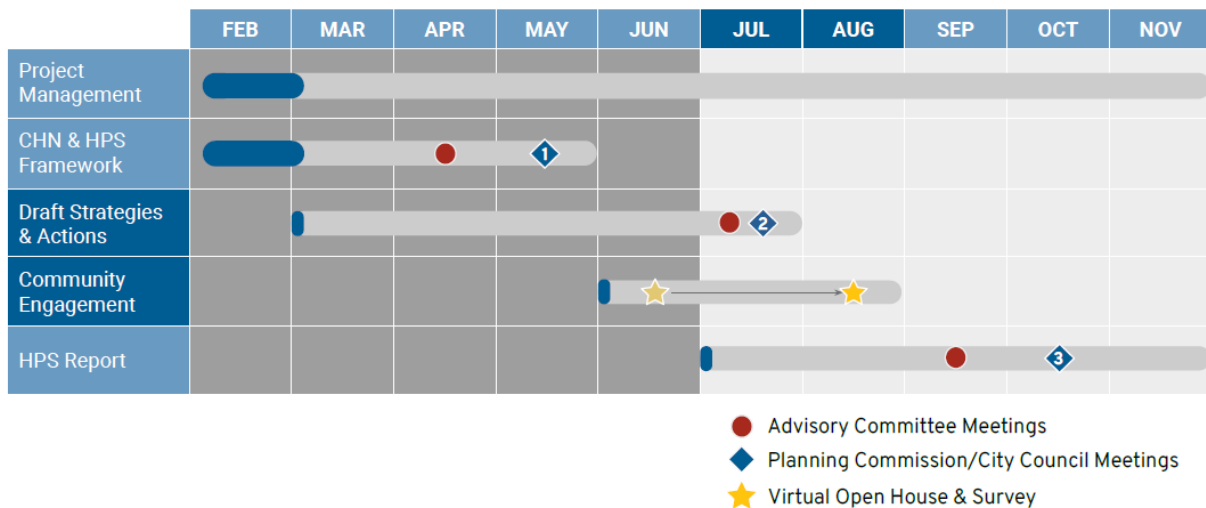 FEB MAR APR MAY JUN JUL AUG SEP OCT NOV
Project
Management
CHN & HPS
Framework
1
Draft Strategies
& Actions
2
Community
Engagement
HPS Report
3
Advisory Committee Meetings
Planning Commission/City Council Meetings
Virtual Open House & Survey